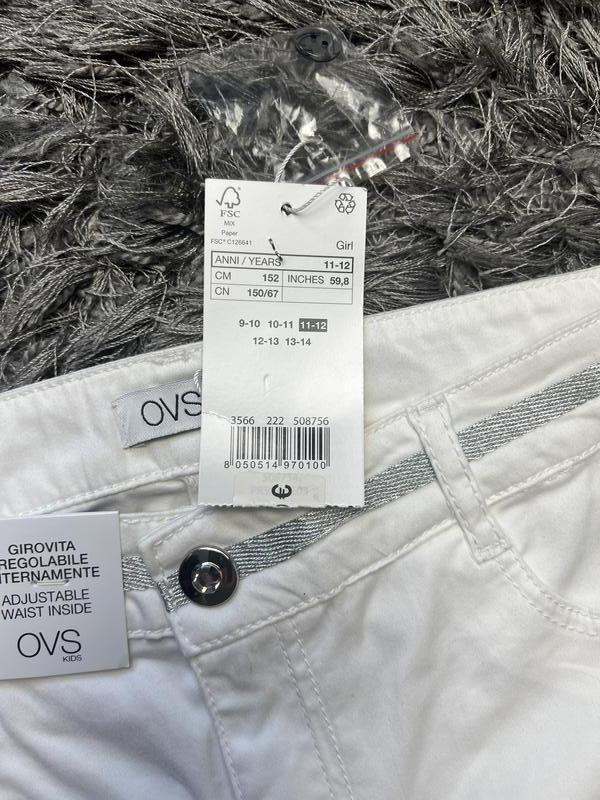 FSC
MIX
Paper
FSC® C126641
Girl
ANNI / YEARS 11-12
CM 152 INCHES 59,8
CN 150/67
9-10 10-11 11-12
12-13 13-14
OVS
3566 222 508756
8 050514 970100
GIROVITA
REGOLABILE
INTERNAMENTE
ADJUSTABLE
WAIST INSIDE
OVS
KIDS